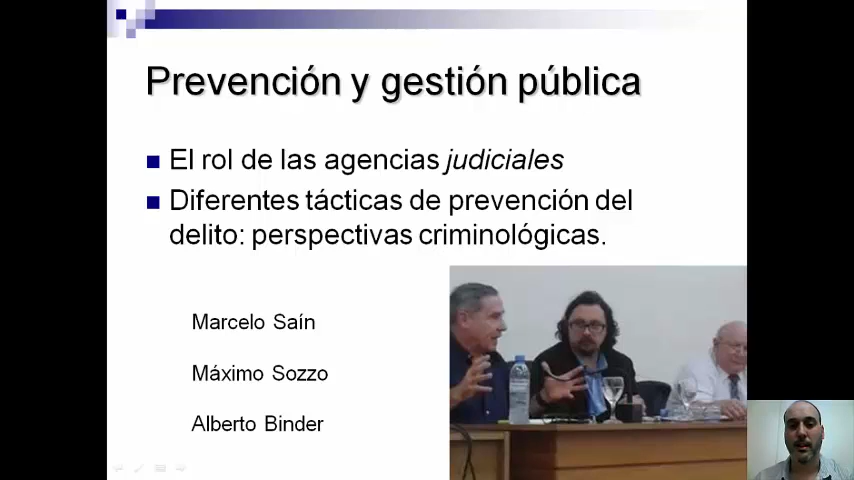 Prevención y gestión pública
El rol de las agencias judiciales
Diferentes tácticas de prevención del
delito: perspectivas criminológicas.
Marcelo Saín
Máximo Sozzo
Alberto Binder